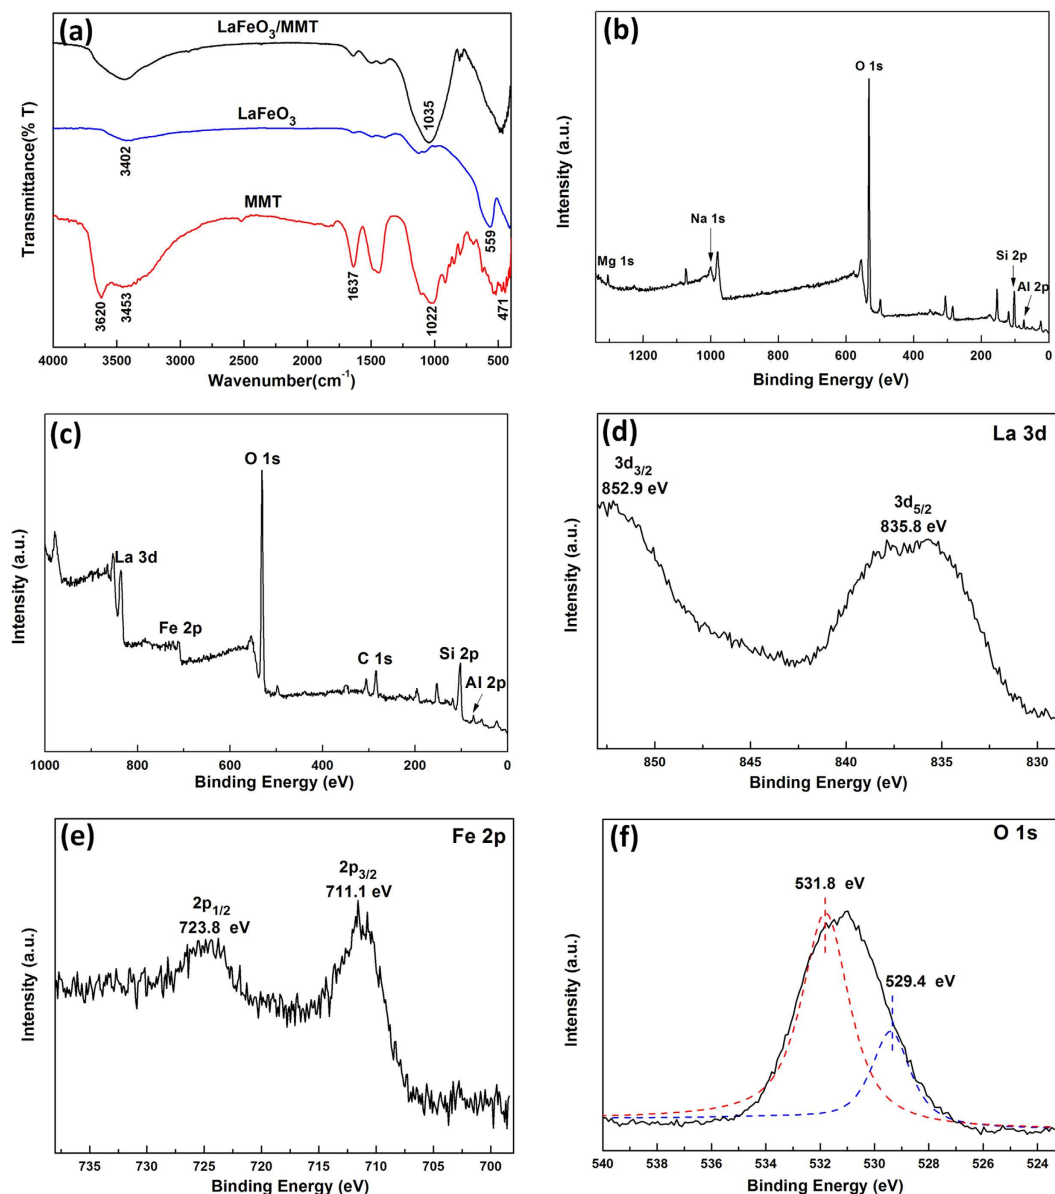 (a)
LaFeO3/MMT
1035
LaFeO3
3402
559
MMT
3620
3453
1637
1022
471
Transmittance(% T)
4000 3500 3000 2500 2000 1500 1000 500
Wavenumber(cm-1)
(b)
O 1s
Na 1s
Mg 1s
Si 2p
Al 2p
Intensity (a.u.)
1200 1000 800 600 400 200 0
Binding Energy (eV)
(c)
O 1s
La 3d
Fe 2p
C 1s
Si 2p
Al 2p
Intensity (a.u.)
1000 800 600 400 200 0
Binding Energy (eV)
(d)
La 3d
3d3/2
852.9 eV
3d5/2
835.8 eV
Intensity (a.u.)
850 845 840 835 830
Binding Energy (eV)
(e)
Fe 2p
2p3/2
711.1 eV
2p1/2
723.8 eV
Intensity (a.u.)
735 730 725 720 715 710 705 700
Binding Energy (eV)
(f)
O 1s
531.8 eV
529.4 eV
Intensity (a.u.)
540 538 536 534 532 530 528 526 524
Binding Energy (eV)